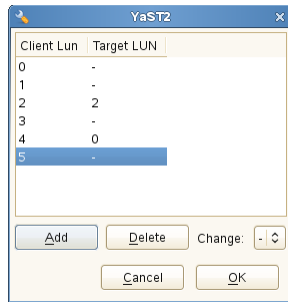 YaST2
Client Lun Target LUN
0 -
1 -
2 2
3 -
4 0
5 -
Add Delete Change: -
Cancel OK